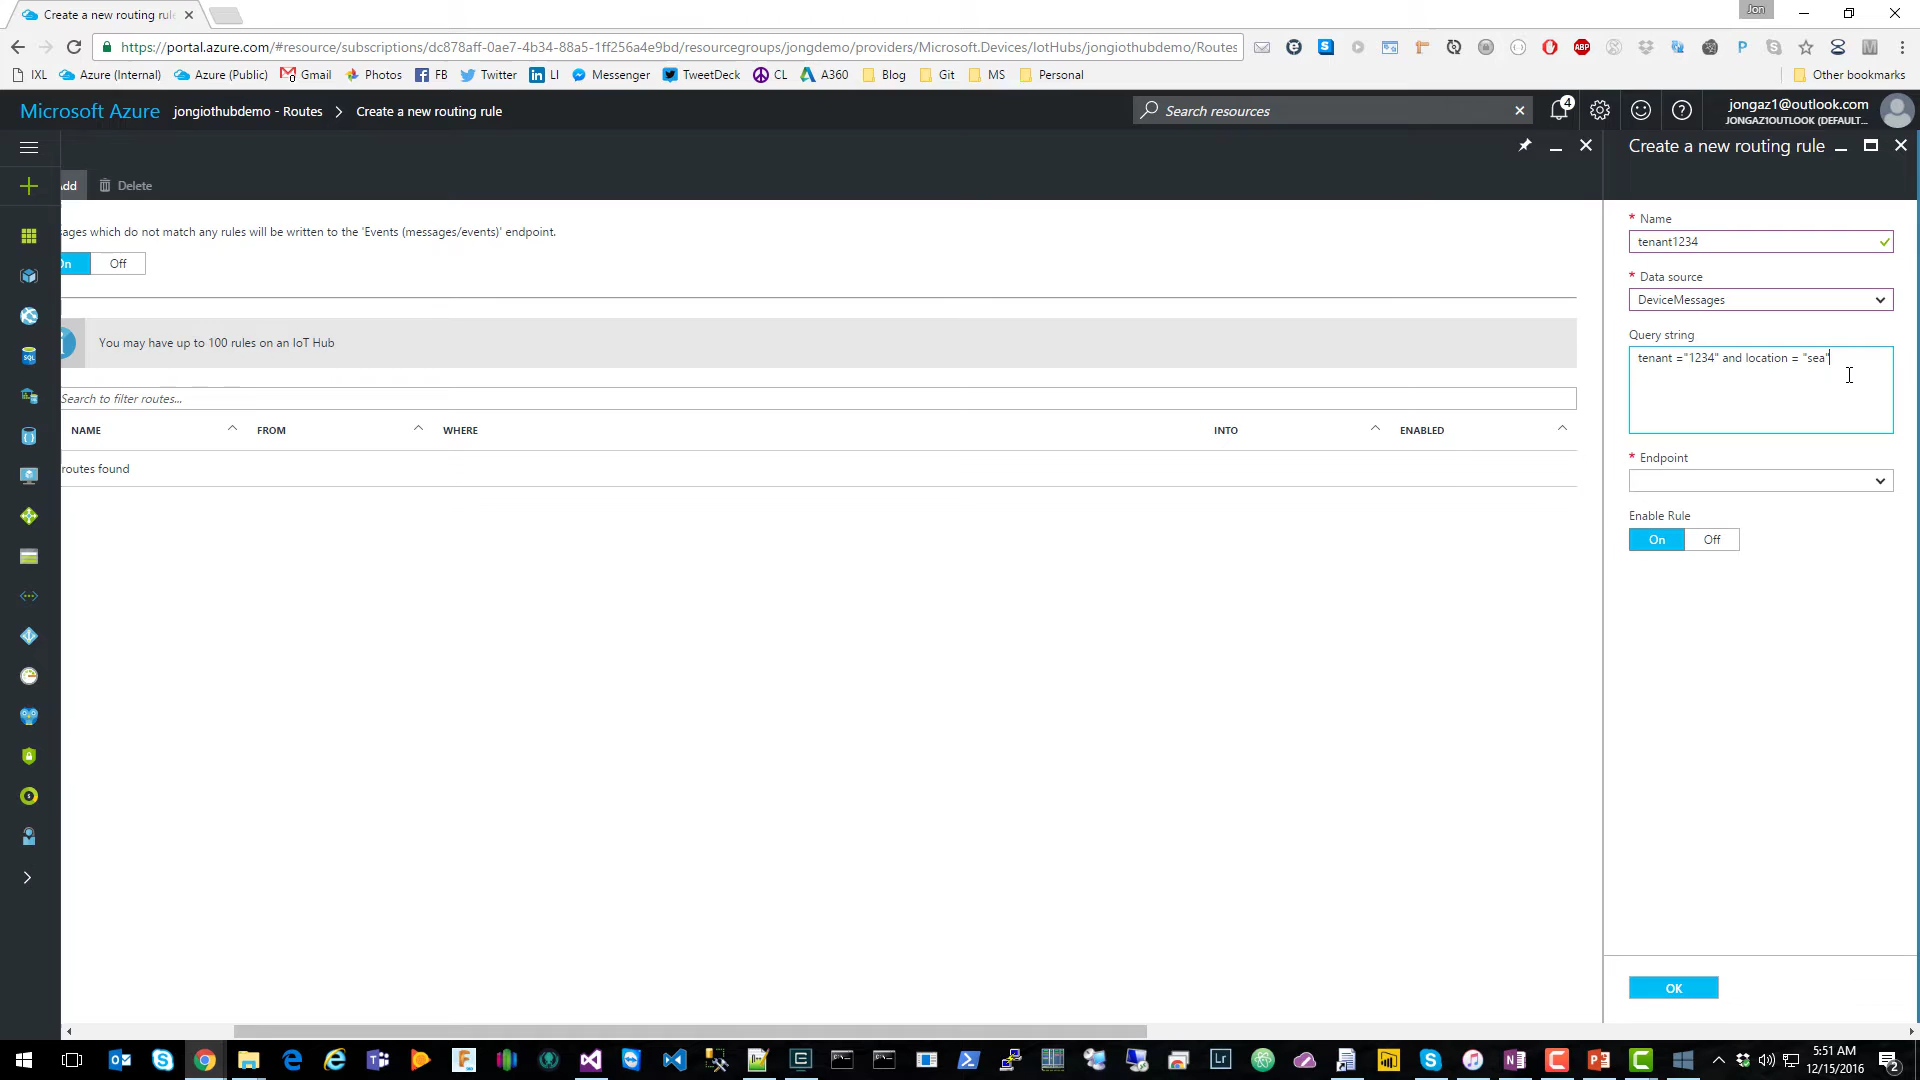 Create a new routing rul
Jon
https://portal.azure.com/#resource/subscriptions/dc878aff-0ae7-4b34-88a5-1ff256a4e9bd/resourcegroups/jongdemo/providers/Microsoft.Devices/IotHubs/jongiothubdemo/Routes
IXL Azure (Internal) Azure (Public) Gmail Photos FB Twitter LI Messenger TweetDeck CL A360 Blog Git MS Personal Other bookmarks
Microsoft Azure jongiothubdemo - Routes > Create a new routing rule Search resources 4 jongaz1@outlook.com
JONGAZ1OUTLOOK (DEFAULT...
Create a new routing rule
Add Delete
ages which do not match any rules will be written to the 'Events (messages/events)' endpoint.
On Off
You may have up to 100 rules on an IoT Hub
Search to filter routes...
NAME FROM WHERE INTO ENABLED
routes found
* Name
tenant1234
* Data source
DeviceMessages
Query string
tenant ="1234" and location = "sea"
* Endpoint
Enable Rule
On Off
OK
5:51 AM
12/15/2016
2